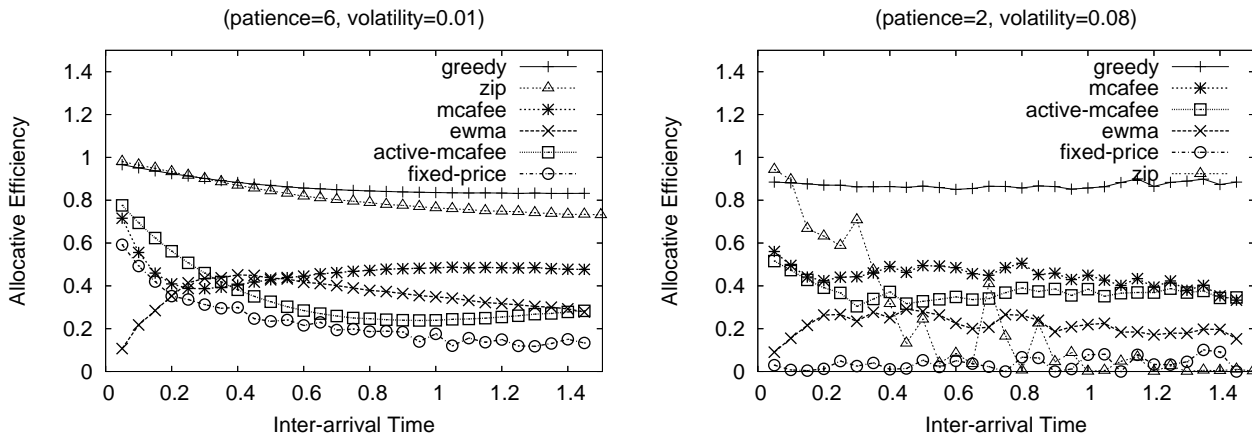 (patience=6, volatility=0.01)
Allocative Efficiency
1.4
1.2
1
0.8
0.6
0.4
0.2
0
greedy
zip
mcafee
ewma
active-mcafee
fixed-price
0 0.2 0.4 0.6 0.8 1.0 1.2 1.4
Inter-arrival Time
(patience=2, volatility=0.08)
Allocative Efficiency
1.4
1.2
1
0.8
0.6
0.4
0.2
0
greedy
mcafee
active-mcafee
ewma
fixed-price
zip
0 0.2 0.4 0.6 0.8 1.0 1.2 1.4
Inter-arrival Time